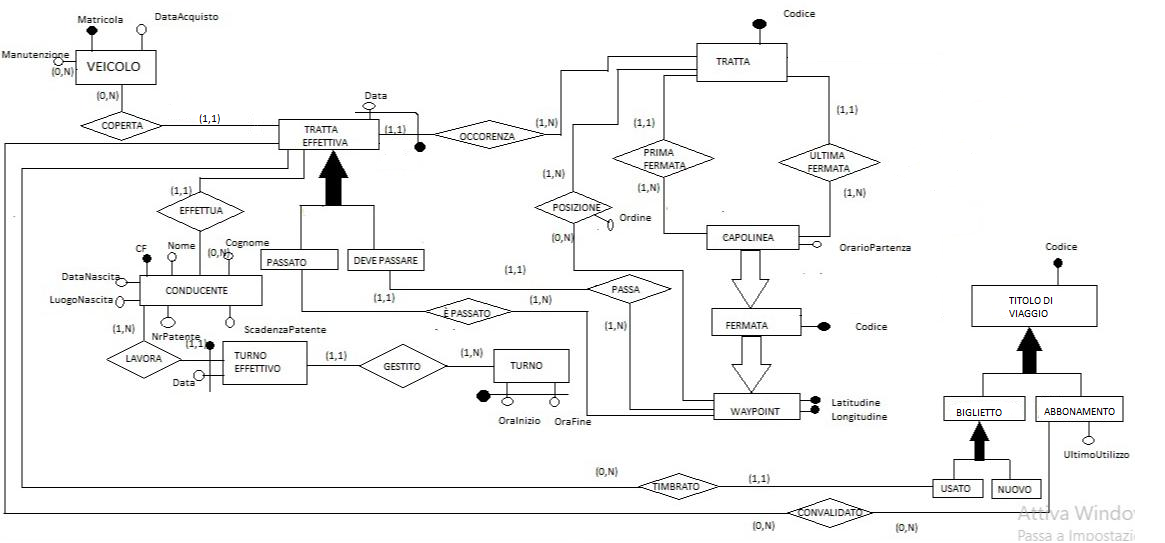 Matricola
DataAcquisto
Codice
Manutenzione
(0,N)
VEICOLO
TRATTA
(0,N)
Data
COPERTA
(1,1)
TRATTA
EFFETTIVA
(1,1)
OCCORENZA
(1,N)
(1,1)
(1,1)
PRIMA
FERMATA
ULTIMA
FERMATA
(1,N)
(1,N)
(1,N)
(1,1)
EFFETTUA
POSIZIONE
Ordine
(0,N)
CAPOLINEA
OrarioPartenza
CF
Nome
Cognome
(0,N)
PASSATO
DEVE PASSARE
Codice
DataNascita
LuogoNascita
CONDUCENTE
(1,1)
PASSA
(1,1)
(1,N)
È PASSATO
(1,N)
TITOLO DI
VIAGGIO
FERMATA
Codice
(1,N)
NrPatente
ScadenzaPatente
(1,1)
LAVORA
TURNO
EFFETTIVO
(1,1)
GESTITO
(1,N)
TURNO
Data
OraInizio
OraFine
WAYPOINT
Latitudine
Longitudine
BIGLIETTO
ABBONAMENTO
UltimoUtilizzo
(0,N)
TIMBRATO
(1,1)
USATO
NUOVO
CONVALIDATO
(0,N)
(0,N)
Attiva Windo
Passa a Impostazi